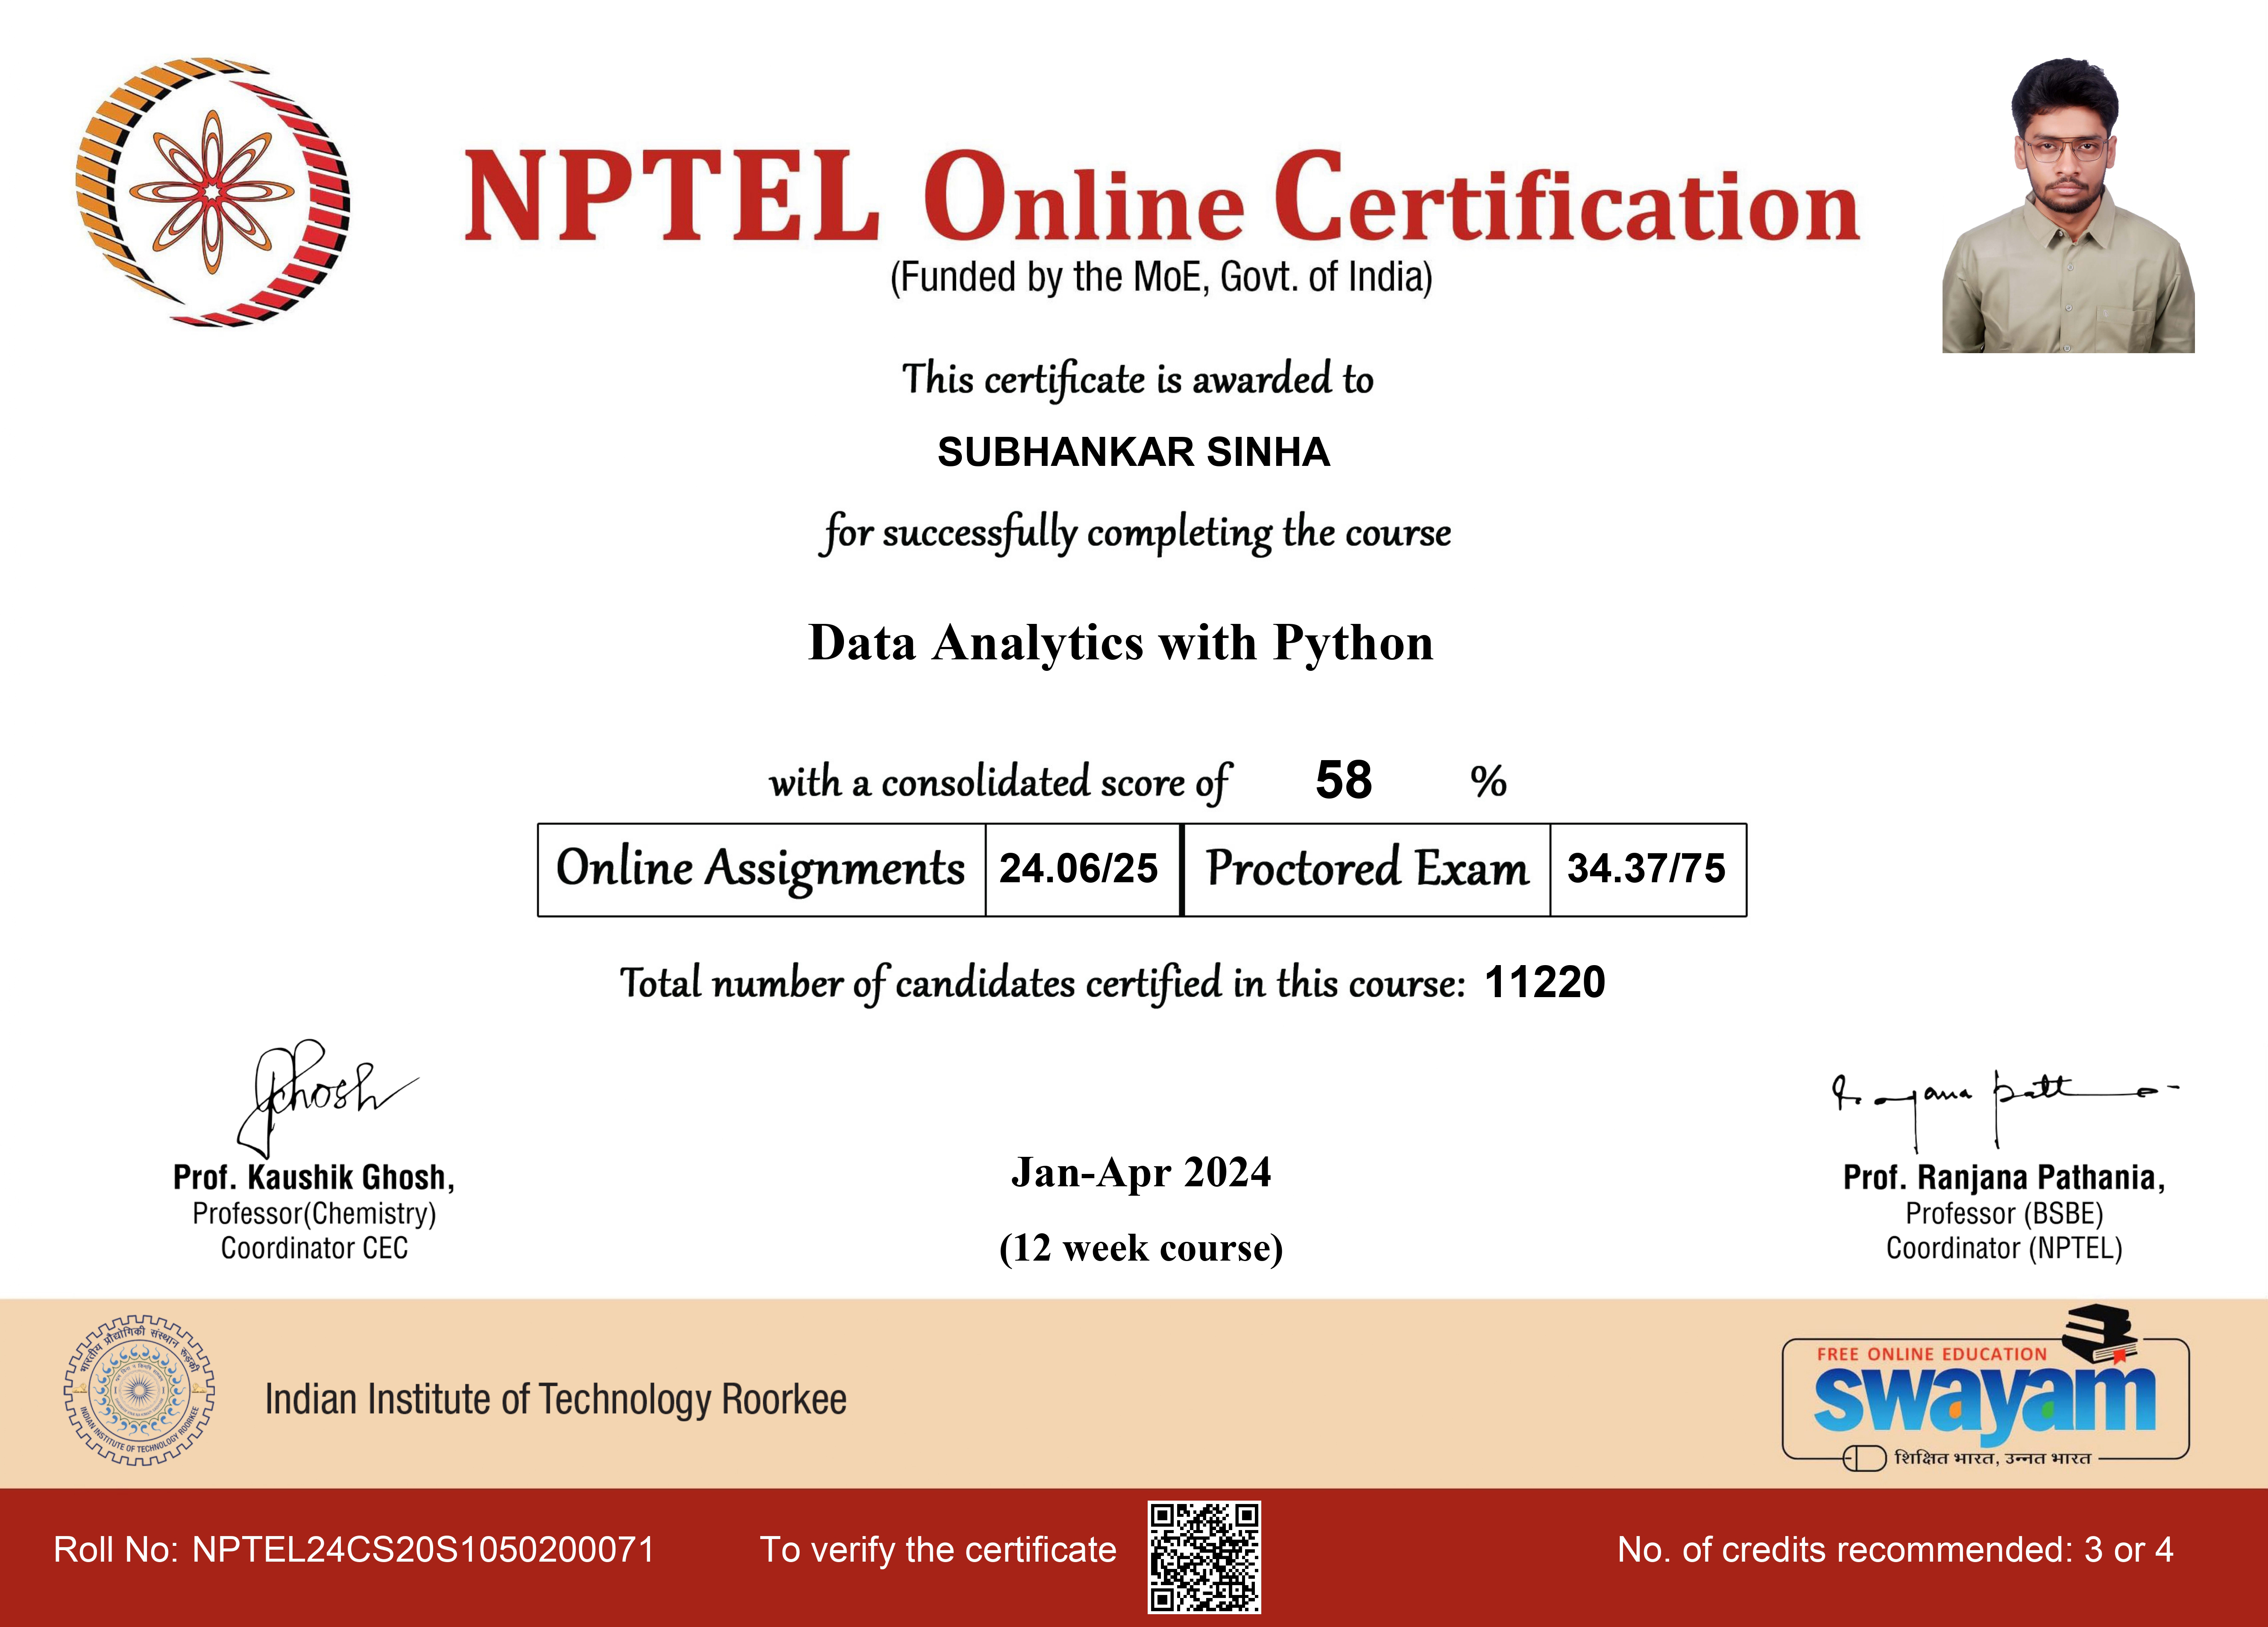 NPTEL Online Certification
(Funded by the MoE, Govt. of India)
This certificate is awarded to
SUBHANKAR SINHA
for successfully completing the course
Data Analytics with Python
with a consolidated score of 58 %
Online Assignments 24.06/25 Proctored Exam 34.37/75
Total number of candidates certified in this course: 11220
Ghosh
Prof. Kaushik Ghosh,
Professor(Chemistry)
Coordinator CEC
Jan-Apr 2024
(12 week course)
Prof. Ranjana Pathania,
Professor (BSBE)
Coordinator (NPTEL)
भारतीय प्रौद्योगिकी संस्थान रूड़की
INDIAN INSTITUTE OF TECHNOLOGY ROORKEE
Indian Institute of Technology Roorkee
FREE ONLINE EDUCATION
swayam
शिक्षित भारत, उन्नत भारत
Roll No: NPTEL24CS20S1050200071
To verify the certificate
No. of credits recommended: 3 or 4